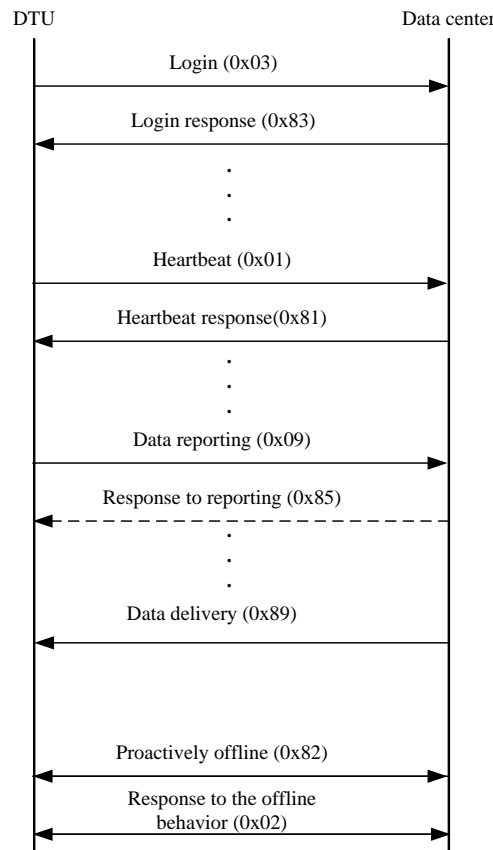 DTU
Data center
Login (0x03)
Login response (0x83)
Heartbeat (0x01)
Heartbeat response(0x81)
Data reporting (0x09)
Response to reporting (0x85)
Data delivery (0x89)
Proactively offline (0x82)
Response to the offline
behavior (0x02)